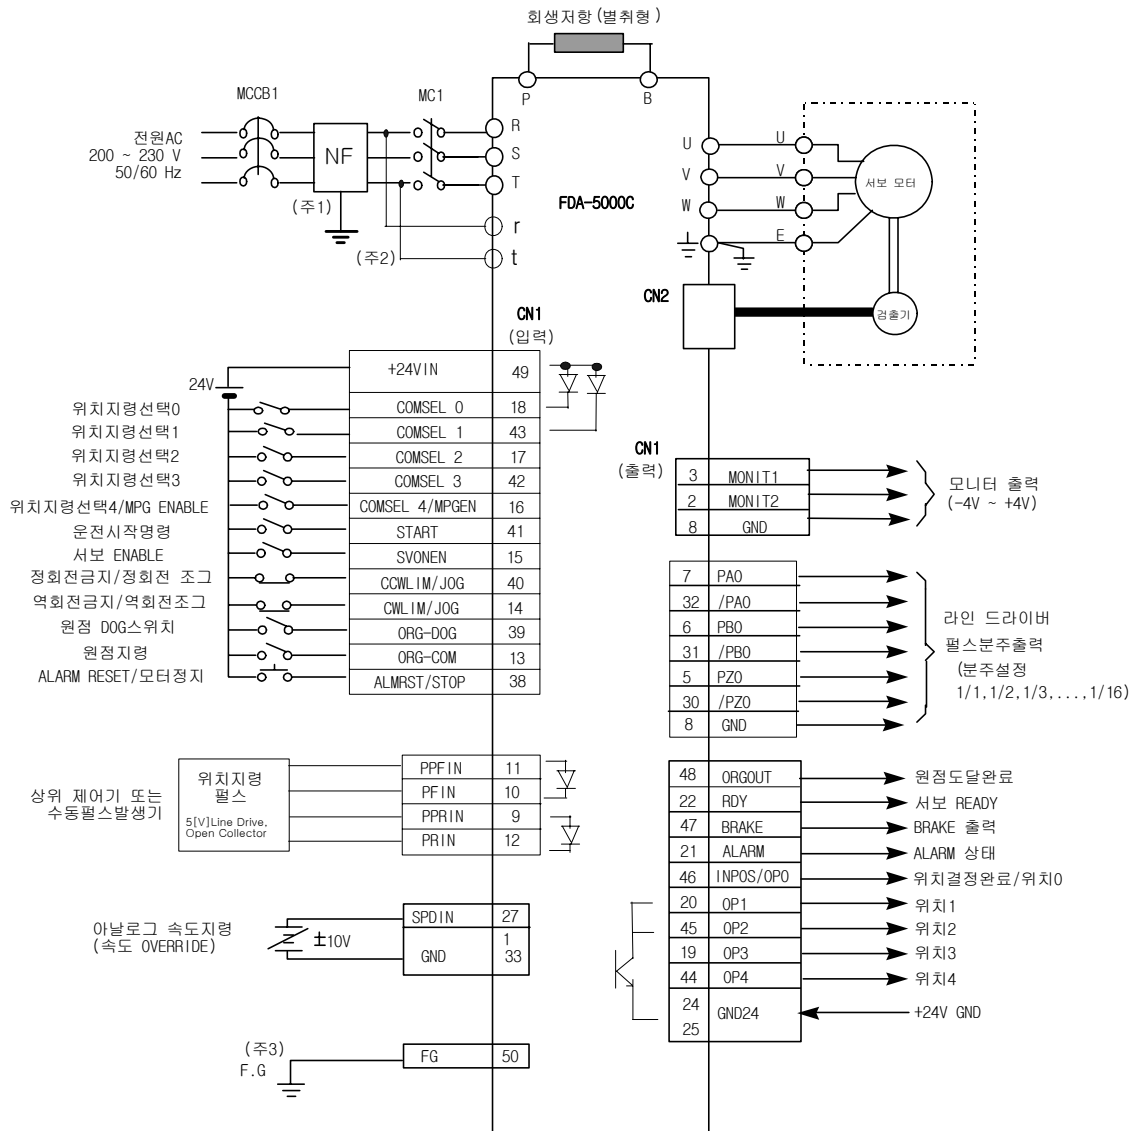 회생저항 (별취형 )
P
B
MCCB1
MC1
전원AC
200 ~ 230 V
50/60 Hz
NF
(주1)
(주2)
R
S
T
r
t
FDA-5000C
U
V
W
U
V
W
E
서보 모터
검출기
CN2
CN1
(입력)
24V
+24VIN 49
위치지령선택0 COMSEL 0 18
위치지령선택1 COMSEL 1 43
위치지령선택2 COMSEL 2 17
위치지령선택3 COMSEL 3 42
위치지령선택4/MPG ENABLE COMSEL 4/MPGEN 16
운전시작명령 START 41
서보 ENABLE SVONEN 15
정회전금지/정회전 조그 CCWLIM/JOG 40
역회전금지/역회전조그 CWLIM/JOG 14
원점 DOG스위치 ORG-DOG 39
원점지령 ORG-COM 13
ALARM RESET/모터정지 ALMRST/STOP 38
상위 제어기 또는
수동펄스발생기
위치지령
펄스
5[V]Line Drive,
Open Collector
PPFIN 11
PFIN 10
PPRIN 9
PRIN 12
아날로그 속도지령
(속도 OVERRIDE)
±10V
SPDIN 27
GND 1
33
(주3)
F.G
FG 50
CN1
(출력)
3 MONIT1
2 MONIT2
8 GND
모니터 출력
(-4V ~ +4V)
7 PAO
32 /PAO
6 PBO
31 /PBO
5 PZO
30 /PZO
8 GND
라인 드라이버
펄스분주출력
(분주설정
1/1,1/2,1/3,...,1/16)
48 ORGOUT 원점도달완료
22 RDY 서보 READY
47 BRAKE BRAKE 출력
21 ALARM ALARM 상태
46 INPOS/OPO 위치결정완료/위치0
20 OP1 위치1
45 OP2 위치2
19 OP3 위치3
44 OP4 위치4
24 GND24 +24V GND
25